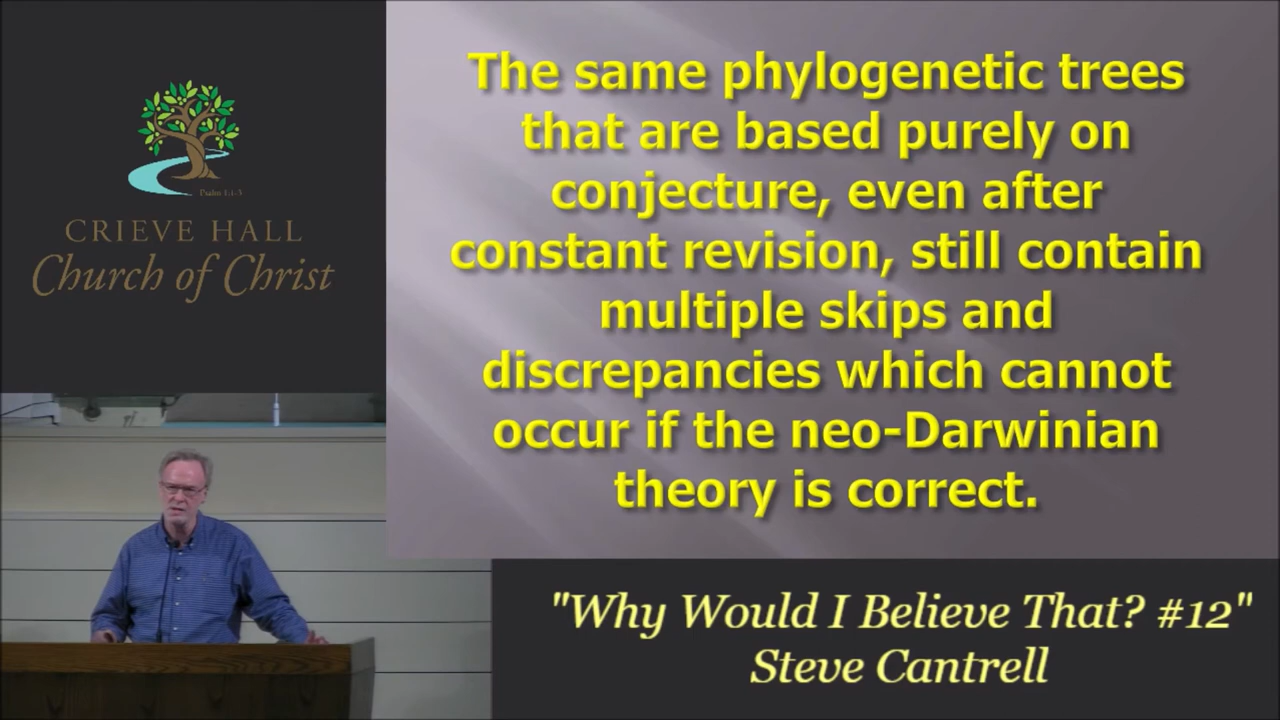 Psalm 1:1-3
CRIEVE HALL
Church of Christ
The same phylogenetic trees
that are based purely on
conjecture, even after
constant revision, still contain
multiple skips and
discrepancies which cannot
occur if the neo-Darwinian
theory is correct.
"Why Would I Believe That? #12"
Steve Cantrell